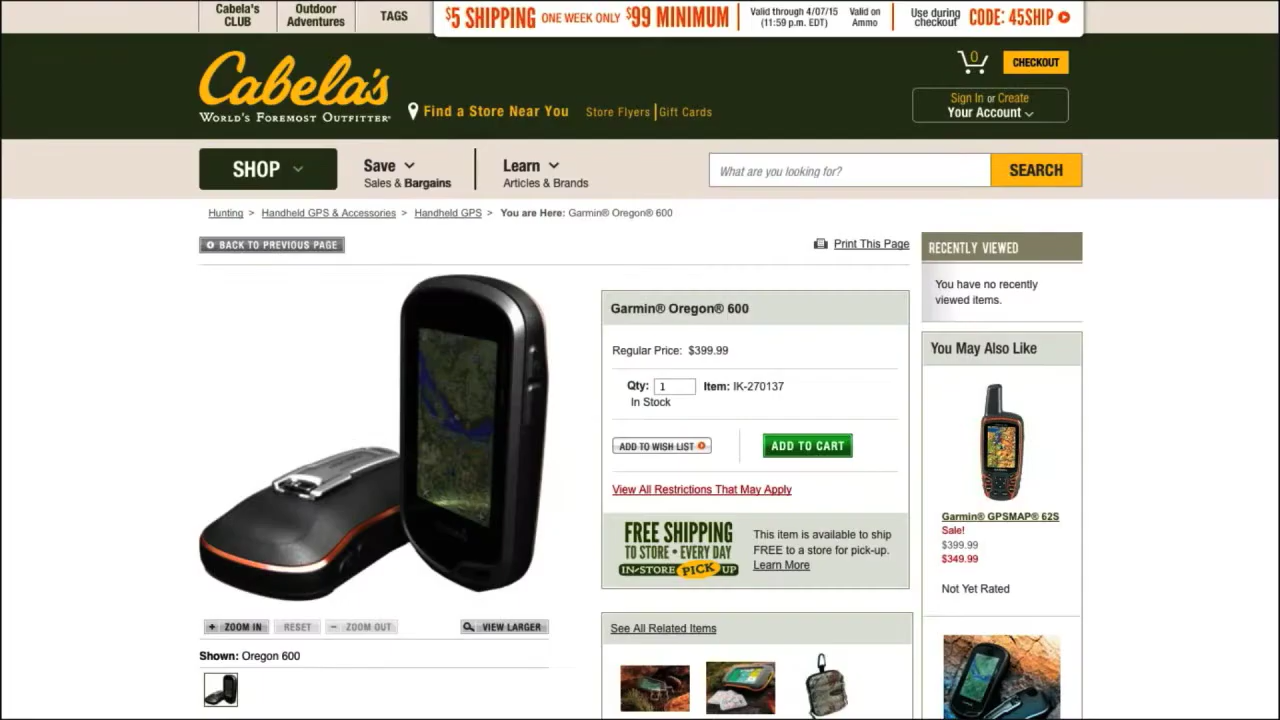 Cabela's
CLUB
Outdoor
Adventures
TAGS
$5 SHIPPING ONE WEEK ONLY $99 MINIMUM
Valid through 4/07/15
(11:59 p.m. EDT)
Valid on
Ammo
Use during
checkout
CODE: 45SHIP
Cabela's
WORLD'S FOREMOST OUTFITTER
Find a Store Near You
Store Flyers
Gift Cards
0
CHECKOUT
Sign In or Create
Your Account
SHOP
Save
Sales & Bargains
Learn
Articles & Brands
What are you looking for?
SEARCH
Hunting > Handheld GPS & Accessories > Handheld GPS > You are Here: Garmin® Oregon® 600
BACK TO PREVIOUS PAGE
Print This Page
Garmin® Oregon® 600
Regular Price: $399.99
Qty: 1 Item: IK-270137
In Stock
ADD TO WISH LIST
ADD TO CART
View All Restrictions That May Apply
FREE SHIPPING
TO STORE • EVERY DAY
IN-STORE PICK UP
This item is available to ship
FREE to a store for pick-up.
Learn More
+ ZOOM IN
RESET
− ZOOM OUT
VIEW LARGER
Shown: Oregon 600
See All Related Items
RECENTLY VIEWED
You have no recently
viewed items.
You May Also Like
Garmin® GPSMAP® 62S
Sale!
$399.99
$349.99
Not Yet Rated